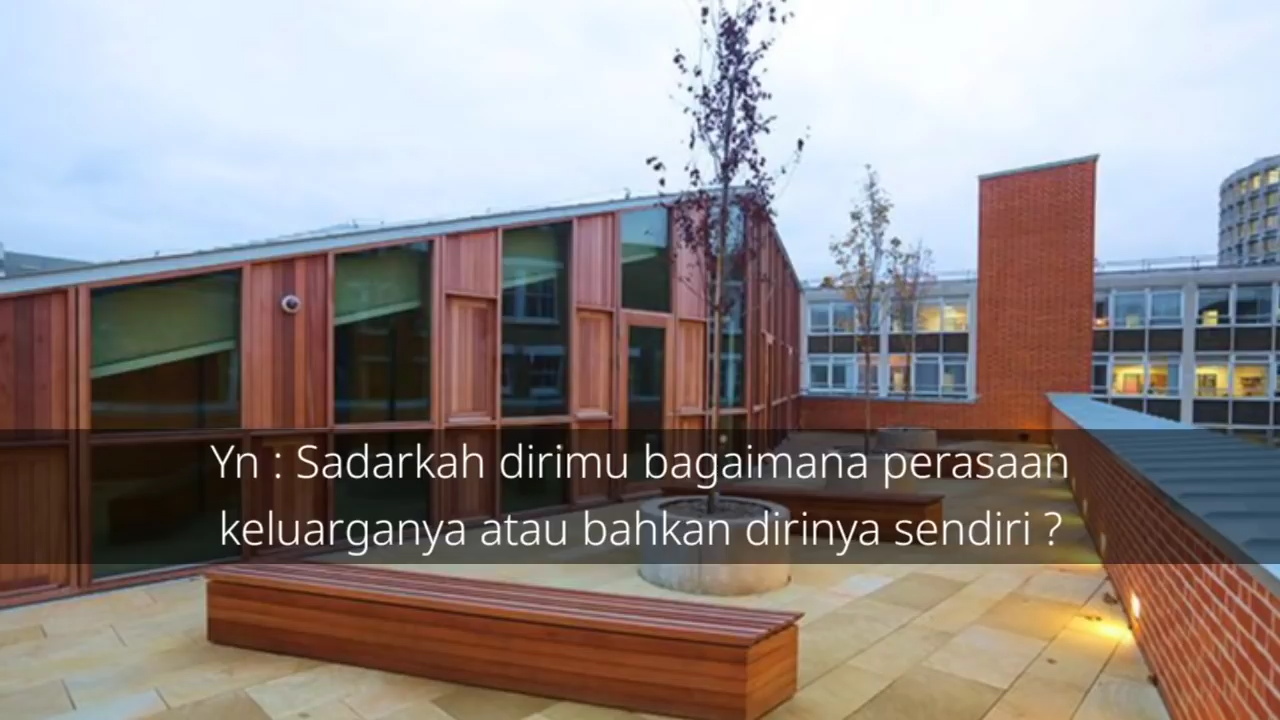 Yn : Sadarkah dirimu bagaimana perasaan
keluarganya atau bahkan dirinya sendiri ?